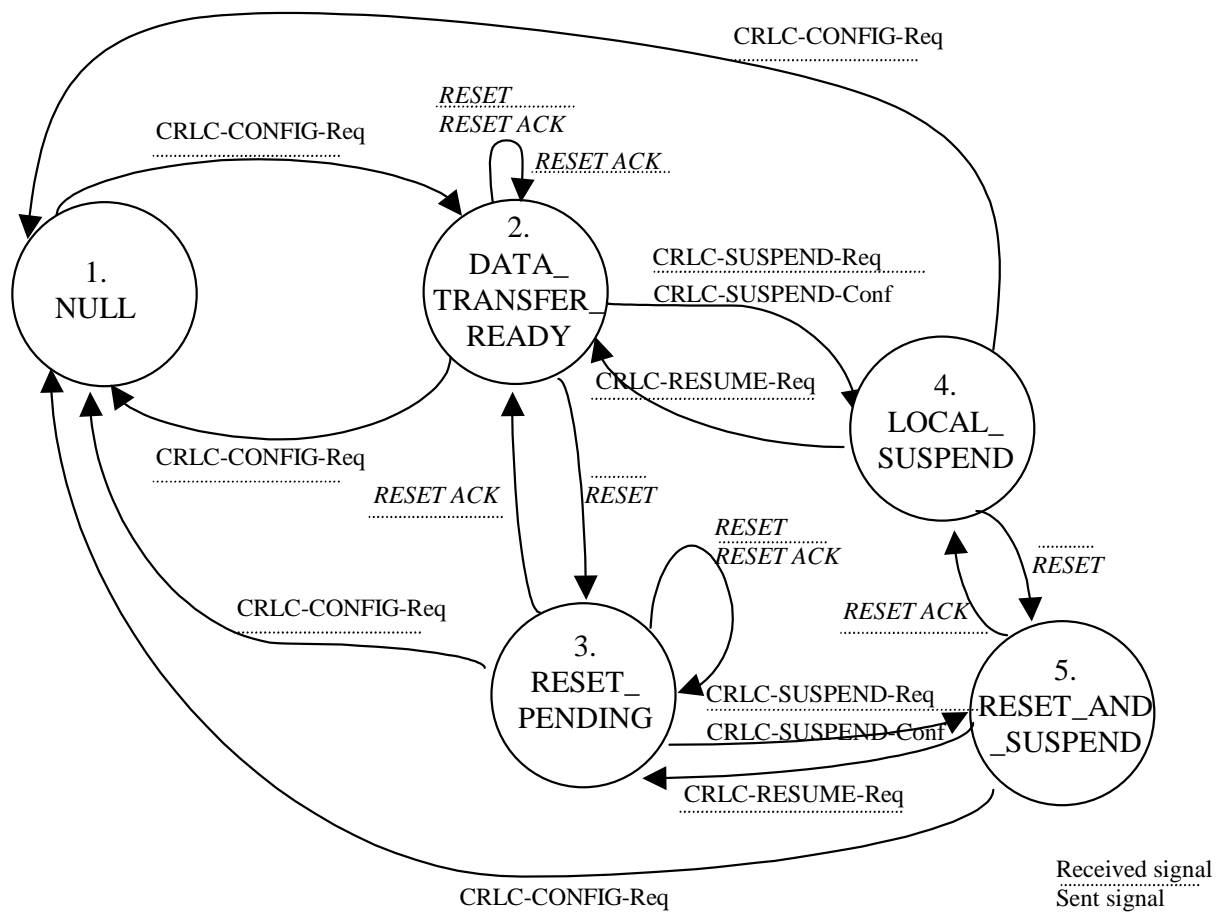 CRLC-CONFIG-Req
RESET
RESET ACK
CRLC-CONFIG-Req
RESET ACK
1.
NULL
2.
DATA_
TRANSFER_
READY
CRLC-SUSPEND-Req
CRLC-SUSPEND-Conf
CRLC-RESUME-Req
4.
LOCAL_
SUSPEND
CRLC-CONFIG-Req
RESET ACK
RESET
RESET
RESET ACK
RESET
RESET ACK
CRLC-CONFIG-Req
3.
RESET_
PENDING
CRLC-SUSPEND-Req
CRLC-SUSPEND-Conf
5.
RESET_AND
_SUSPEND
CRLC-RESUME-Req
CRLC-CONFIG-Req
Received signal
Sent signal